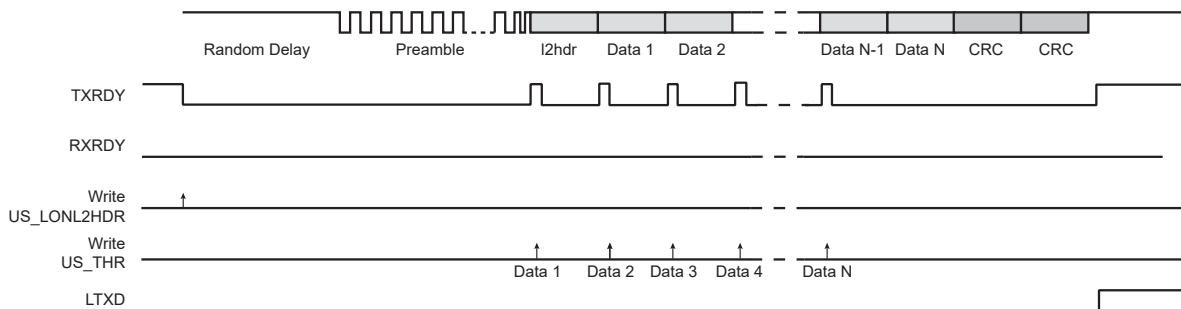 Random Delay Preamble l2hdr Data 1 Data 2 Data N-1 Data N CRC CRC
TXRDY
RXRDY
Write
US_LONL2HDR
Write
US_THR
Data 1 Data 2 Data 3 Data 4 Data N
LTXD